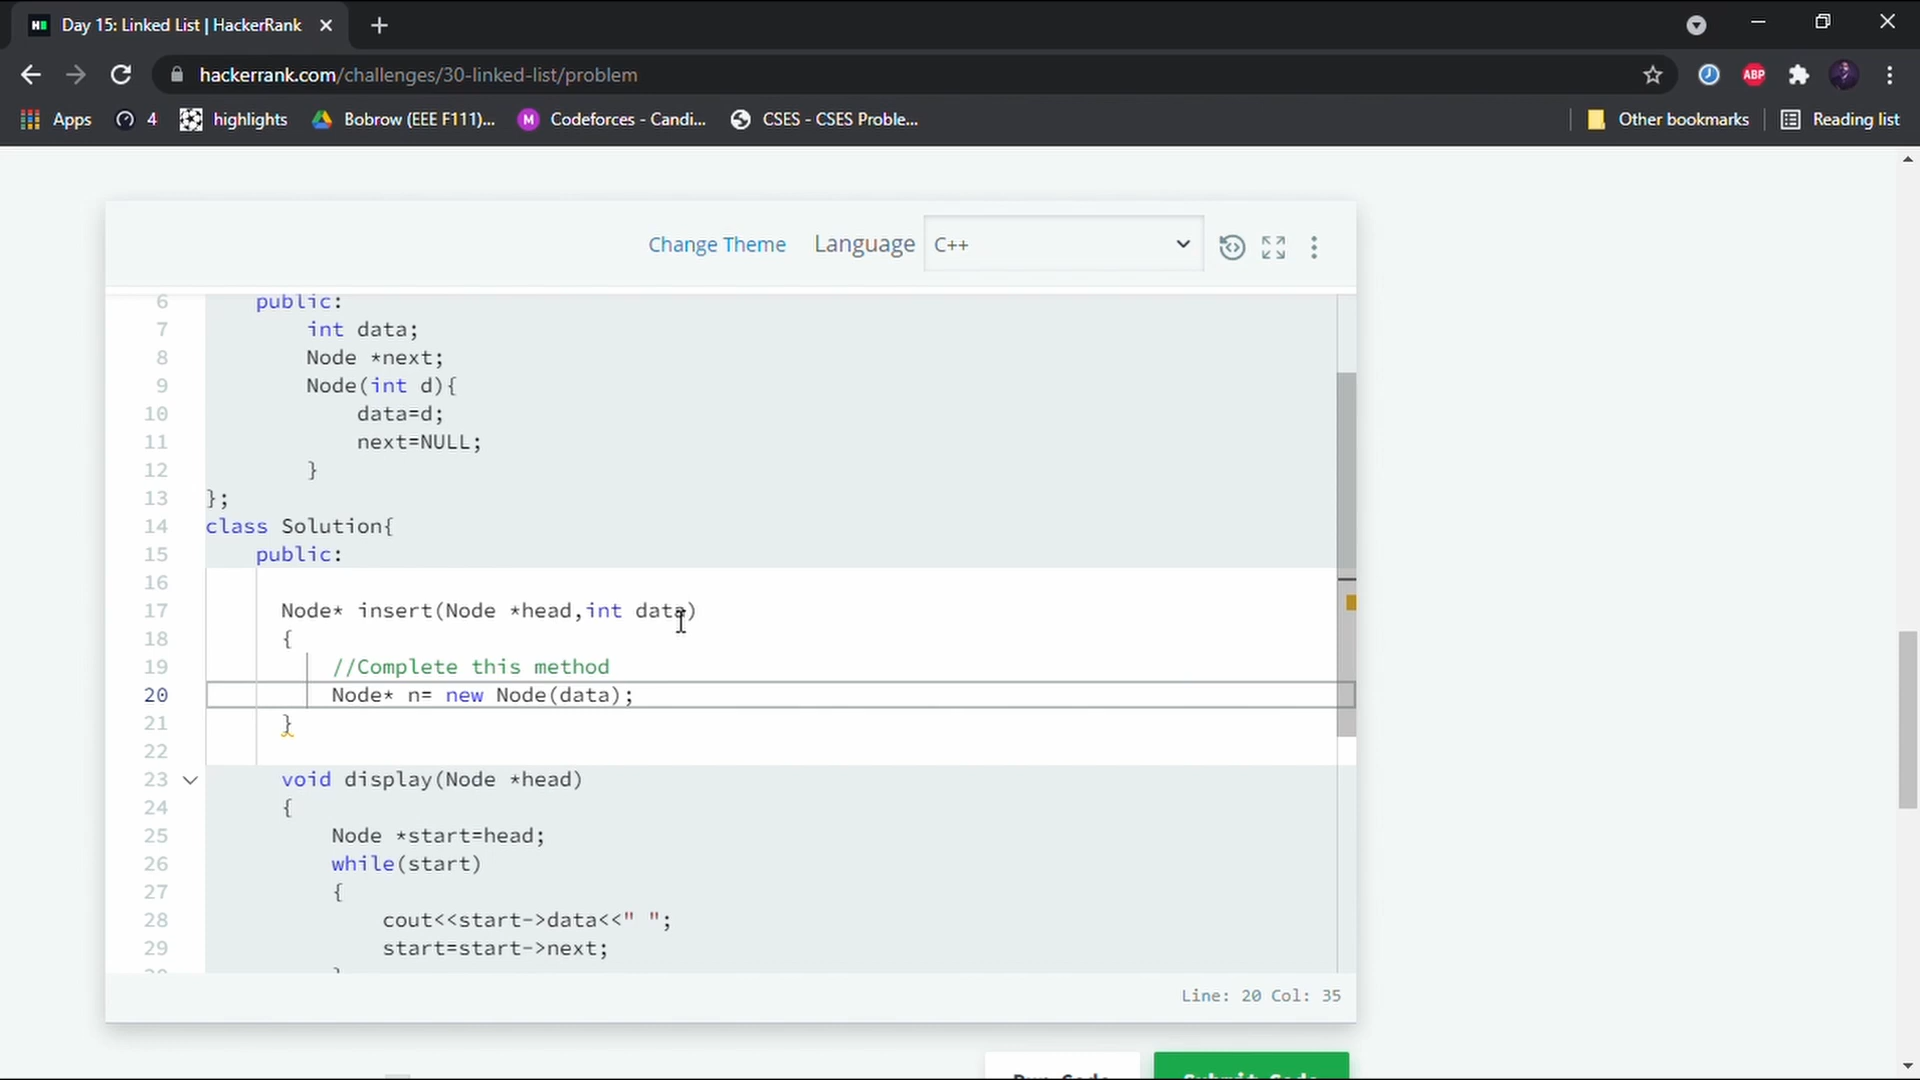 Day 15: Linked List | HackerRank
hackerrank.com/challenges/30-linked-list/problem
ABP
Apps
4
highlights
Bobrow (EEE F111)...
M
Codeforces - Candi...
CSES - CSES Proble...
Other bookmarks
Reading list
Change Theme
Language
C++
6 public:
7 int data;
8 Node *next;
9 Node(int d){
10 data=d;
11 next=NULL;
12 }
13 };
14 class Solution{
15 public:
16
17 Node* insert(Node *head,int data)
18 {
19 //Complete this method
20 Node* n= new Node(data);
21 }
22
23 void display(Node *head)
24 {
25 Node *start=head;
26 while(start)
27 {
28 cout<<start->data<<" ";
29 start=start->next;
Line: 20 Col: 35
Run Code
Submit Code